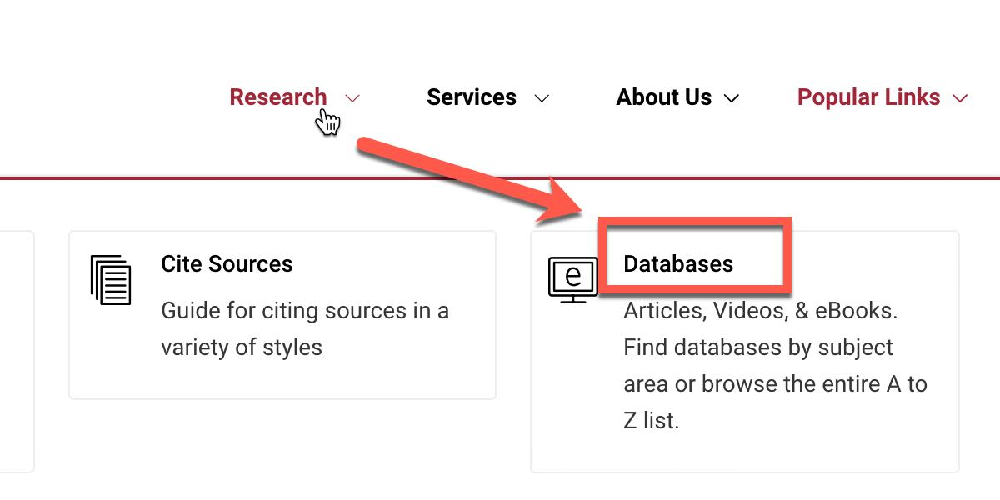 Research
Services
About Us
Popular Links
Cite Sources
Guide for citing sources in a
variety of styles
e
Databases
Articles, Videos, & eBooks.
Find databases by subject
area or browse the entire A to
Z list.